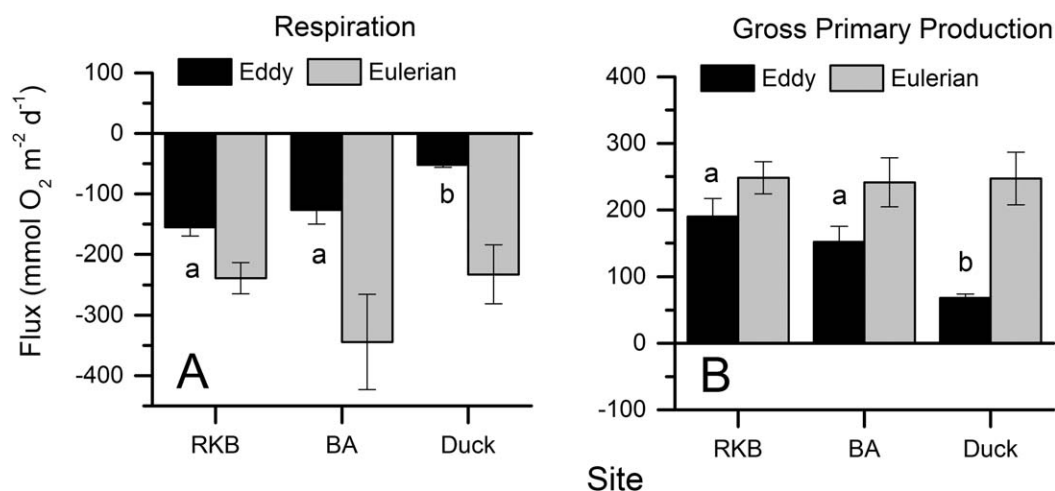 Respiration
Eddy Eulerian
100
0
-100
-200
-300
-400
Flux (mmol O₂ m⁻² d⁻¹)
a
a
b
A
RKB BA Duck
Gross Primary Production
Eddy Eulerian
400
300
200
100
0
-100
a
a
b
B
RKB BA Duck
Site